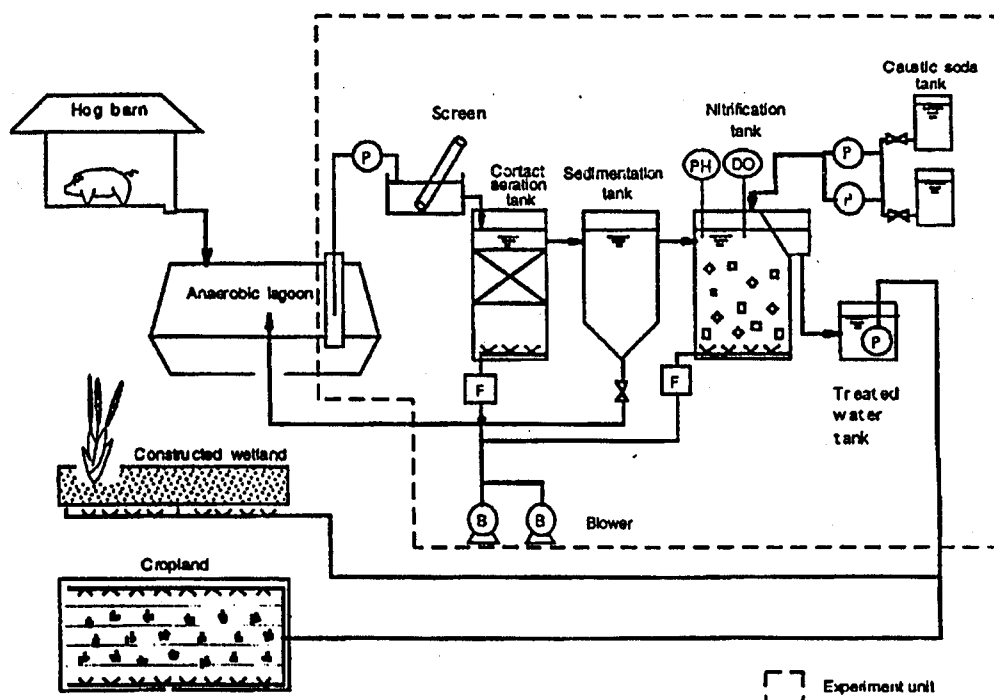 Caustic soda
tank
Hog barn
Screen
Nitrification
tank
P
Contact
aeration
tank
Sedimentation
tank
PH
DO
P
P
Anaerobic lagoon
F
F
P
Treated
water
tank
Constructed wetland
B
B
Blower
Cropland
Experiment unit